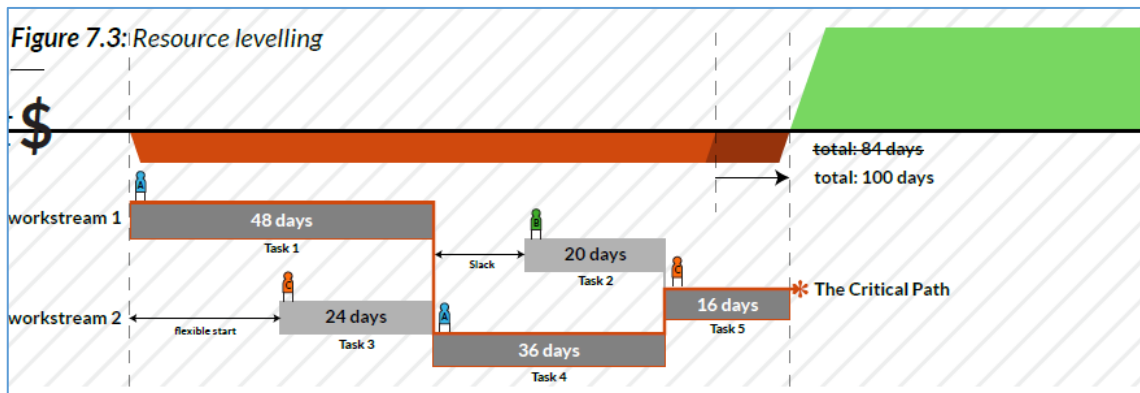 Figure 7.3: Resource levelling
$
total: 84 days
total: 100 days
A
workstream 1
48 days
Task 1
B
Slack
20 days
Task 2
C
C
workstream 2
flexible start
24 days
Task 3
A
36 days
Task 4
16 days
Task 5
* The Critical Path